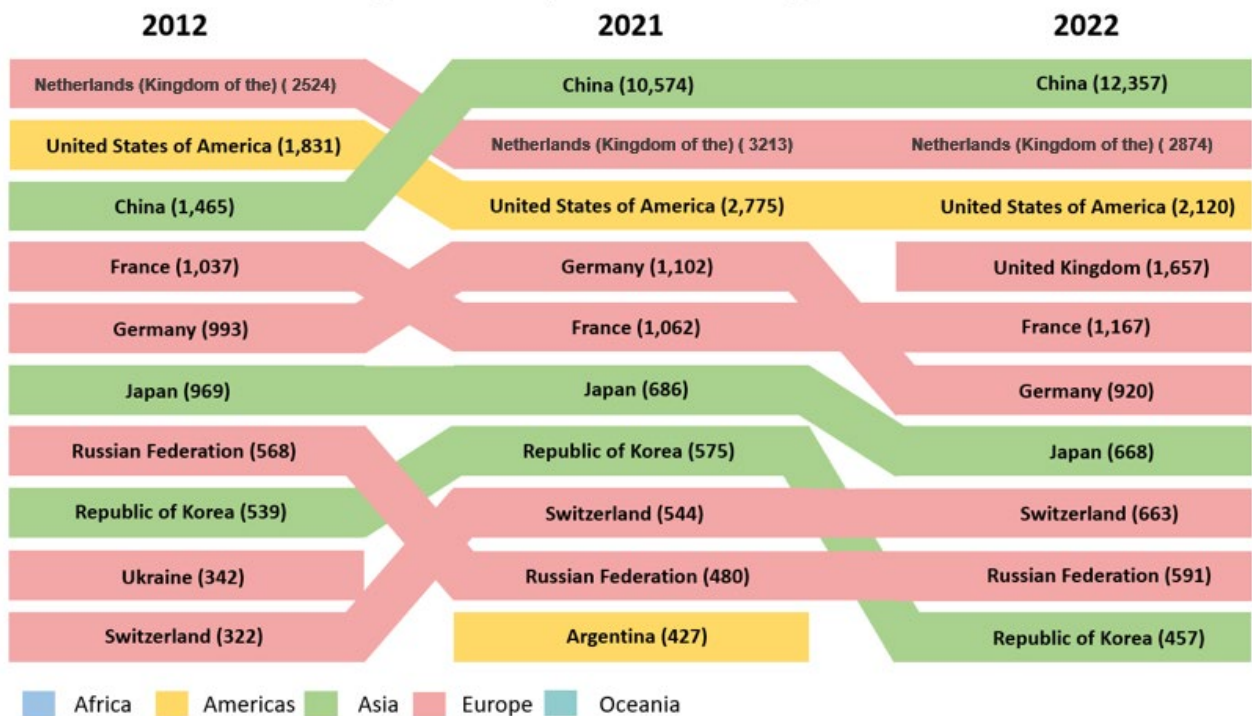 2012 2021 2022
Netherlands (Kingdom of the) ( 2524) China (10,574) China (12,357)
United States of America (1,831) Netherlands (Kingdom of the) ( 3213) Netherlands (Kingdom of the) ( 2874)
China (1,465) United States of America (2,775) United States of America (2,120)
France (1,037) Germany (1,102) United Kingdom (1,657)
Germany (993) France (1,062) France (1,167)
Japan (969) Japan (686) Germany (920)
Russian Federation (568) Republic of Korea (575) Japan (668)
Republic of Korea (539) Switzerland (544) Switzerland (663)
Ukraine (342) Russian Federation (480) Russian Federation (591)
Switzerland (322) Argentina (427) Republic of Korea (457)
Africa Americas Asia Europe Oceania